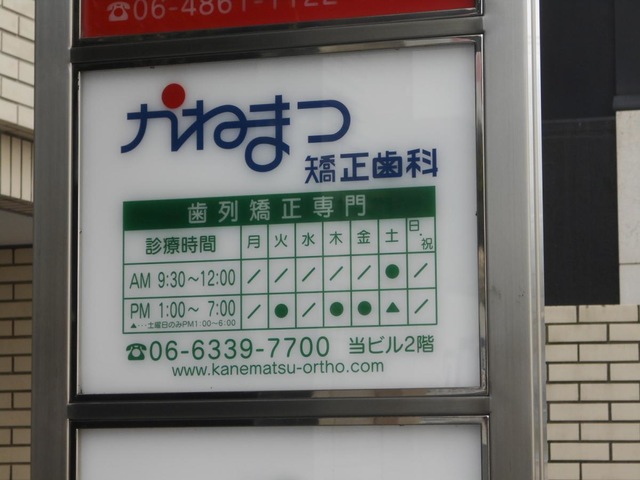 ☎06-4861-7122
かねまつ
矯正歯科
歯列矯正専門
診療時間 月 火 水 木 金 土 日・祝
AM 9:30~12:00 / / / / / ● /
PM 1:00~ 7:00 / ● / ● ● ▲ /
▲…土曜日のみPM1:00~6:00
☎06-6339-7700 当ビル2階
www.kanematsu-ortho.com